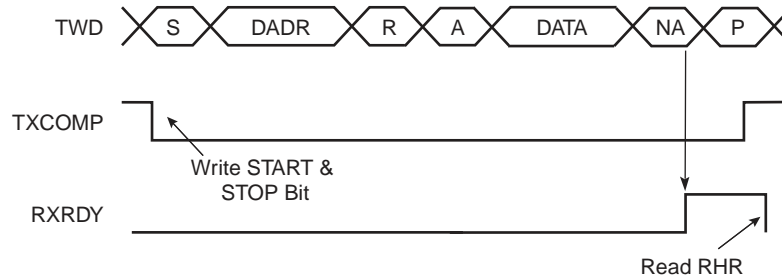 TWD S DADR R A DATA NA P
TXCOMP
Write START &
STOP Bit
RXRDY
Read RHR